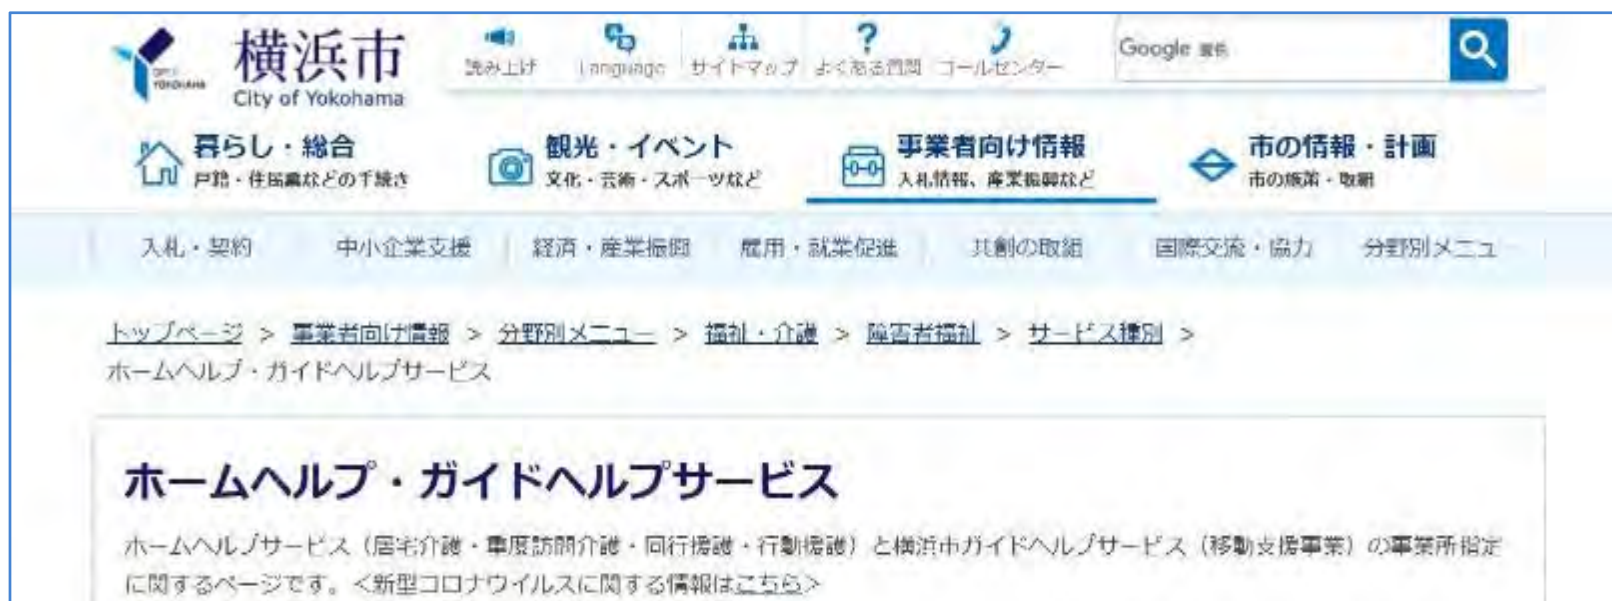 横浜市
City of Yokohama
読み上げ Language サイトマップ よくある質問 コールセンター
Google
暮らし・総合
戸籍・住民票などの手続き
観光・イベント
文化・芸術・スポーツなど
事業者向け情報
入札情報、産業振興など
市の情報・計画
市の施策・取組
入札・契約 中小企業支援 経済・産業振興 雇用・就業促進 共創の取組 国際交流・協力 分野別メニュー
トップページ > 事業者向け情報 > 分野別メニュー > 福祉・介護 > 障害者福祉 > サービス種別 >
ホームヘルプ・ガイドヘルプサービス
ホームヘルプ・ガイドヘルプサービス
ホームヘルプサービス（居宅介護・重度訪問介護・同行援護・行動援護）と横浜市ガイドヘルプサービス（移動支援事業）の事業所指定
に関するページです。＜新型コロナウイルスに関する情報はこちら＞